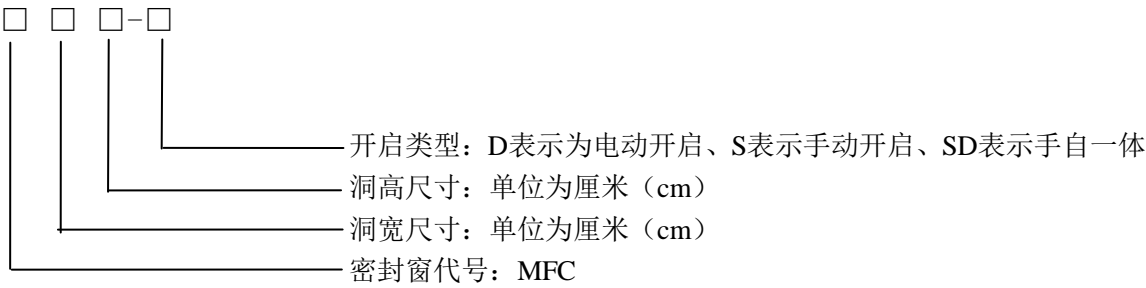 □ □ □-□
开启类型：D表示为电动开启、S表示手动开启、SD表示手自一体
洞高尺寸：单位为厘米（cm）
洞宽尺寸：单位为厘米（cm）
密封窗代号：MFC